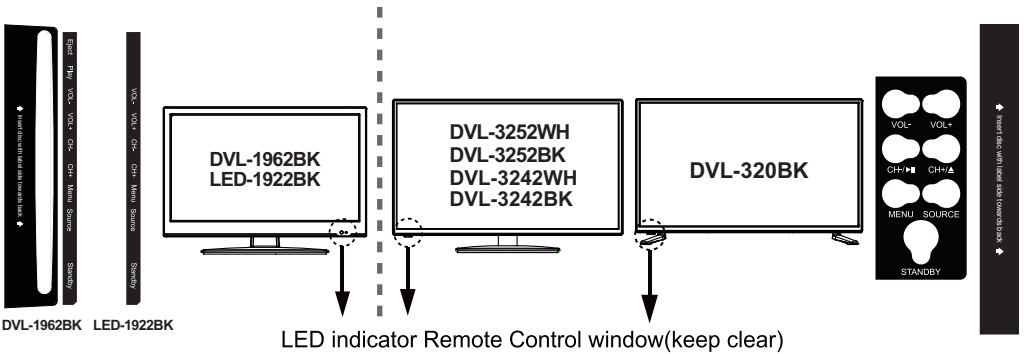 Insert disc with label side towards back
Eject Play VOL- VOL+ CH- CH+ Menu Source Standby
DVL-1962BK
VOL- VOL+ CH- CH+ Menu Source Standby
LED-1922BK
DVL-1962BK
LED-1922BK
DVL-3252WH
DVL-3252BK
DVL-3242WH
DVL-3242BK
DVL-320BK
VOL- VOL+
CH+/⏯ CH+/⏏
MENU SOURCE
STANDBY
Insert disc with label side towards back
LED indicator Remote Control window(keep clear)